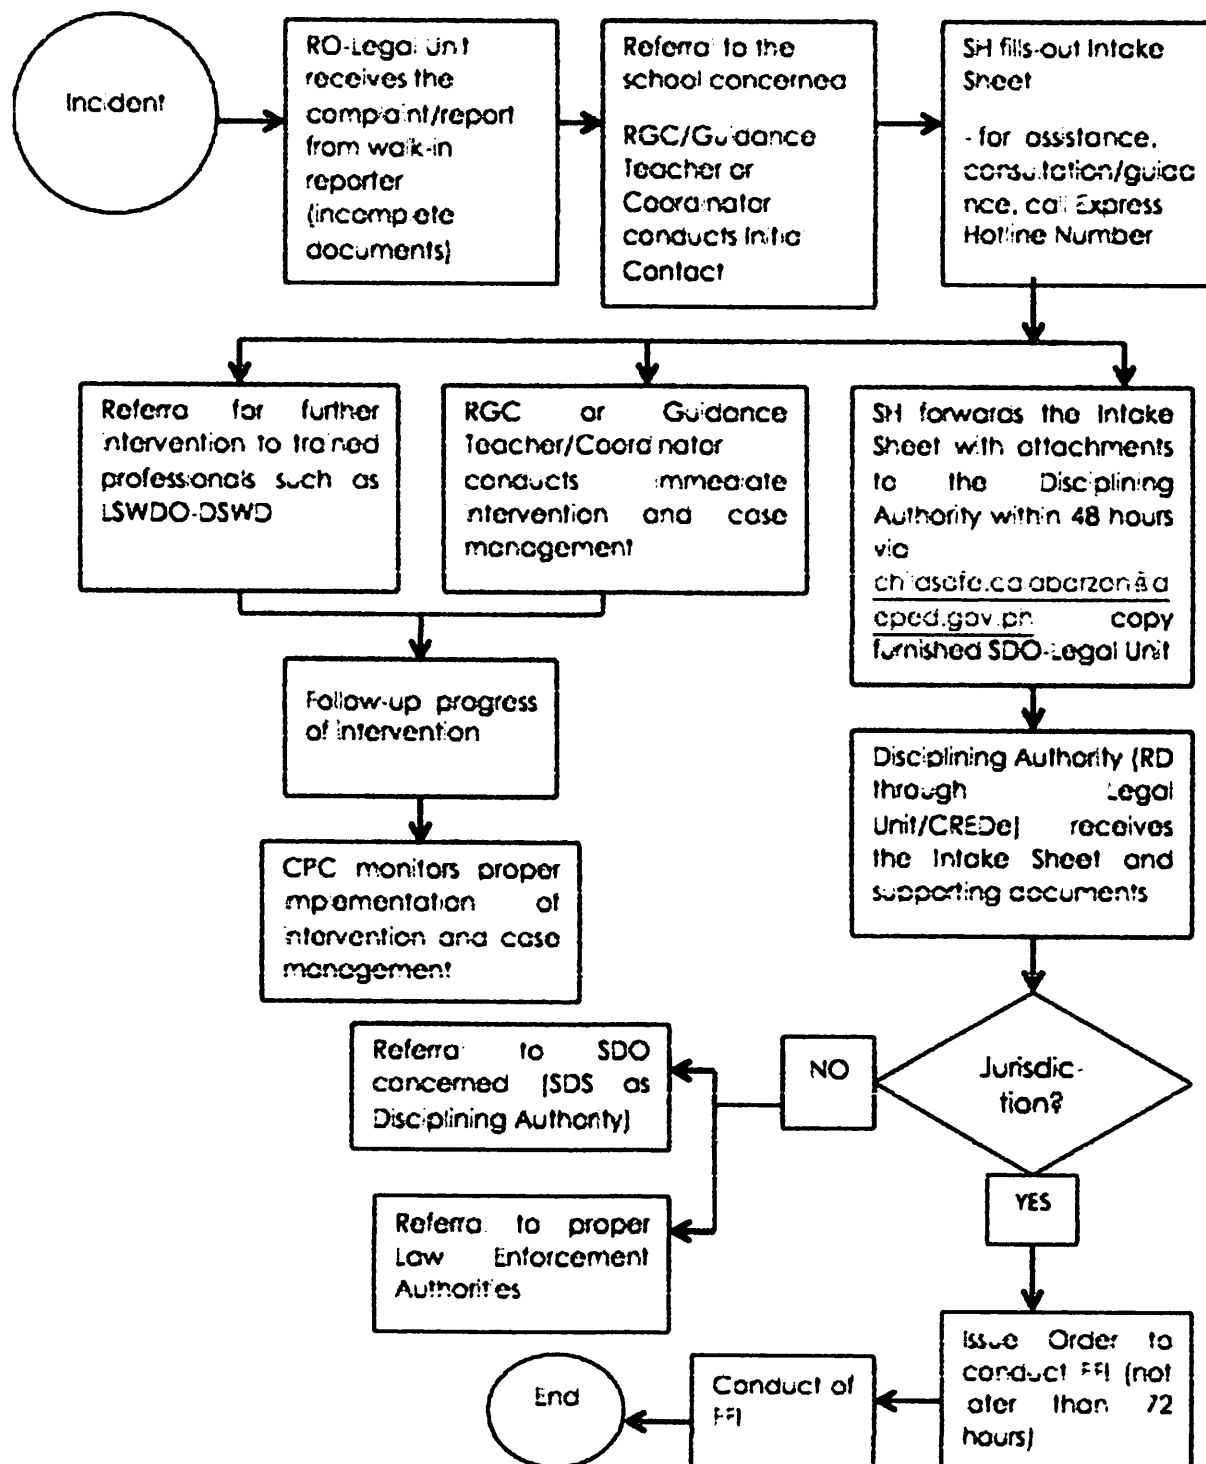 Incident
RO-Legal Unit
receives the
complaint/report
from walk-in
reporter
(incomplete
documents)
Referral to the
school concerned
RGC/Guidance
Teacher or
Coordinator
conducts Initial
Contact
SH fills-out Intake
Sheet
- for assistance,
consultation/guida
nce, call Express
Hotline Number
Referral for further
intervention to trained
professionals such as
LSWDO-DSWD
RGC or Guidance
Teacher/Coordinator
conducts immediate
intervention and case
management
SH forwards the Intake
Sheet with attachments
to the Disciplining
Authority within 48 hours
via
childsafe.calabarzon@d
eped.gov.ph copy
furnished SDO-Legal Unit
Follow-up progress
of intervention
Disciplining Authority (RD
through Legal
Unit/CREDe) receives
the Intake Sheet and
supporting documents
CPC monitors proper
implementation of
intervention and case
management
Referral to SDO
concerned (SDS as
Disciplining Authority)
NO
Jurisdic-
tion?
YES
Referral to proper
Law Enforcement
Authorities
Issue Order to
conduct FFI (not
later than 72
hours)
Conduct of
FFI
End